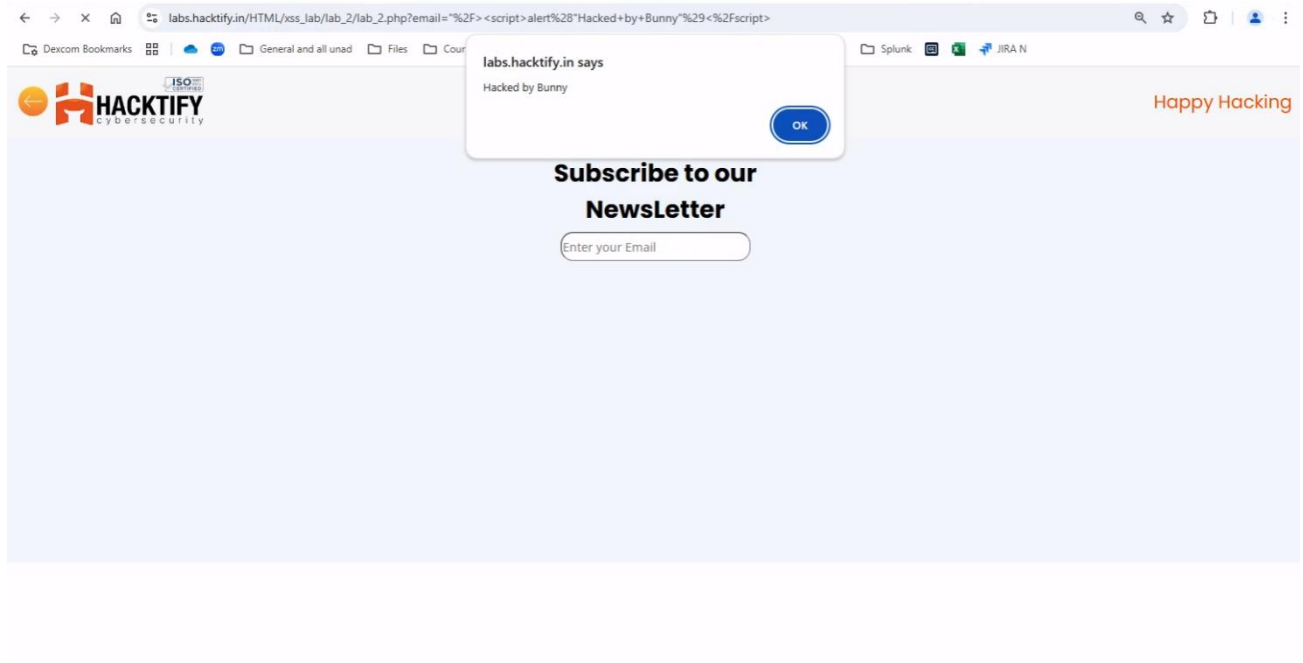 labs.hacktify.in/HTML/xss_lab/lab_2/lab_2.php?email="%2F><script>alert%28"Hacked+by+Bunny"%29<%2Fscript>
Dexcom Bookmarks zm General and all unad Files Cour Splunk JIRA N
labs.hacktify.in says
Hacked by Bunny
OK
ISO
CERTIFIED
HACKTIFY
cybersecurity
Happy Hacking
Subscribe to our
NewsLetter
Enter your Email